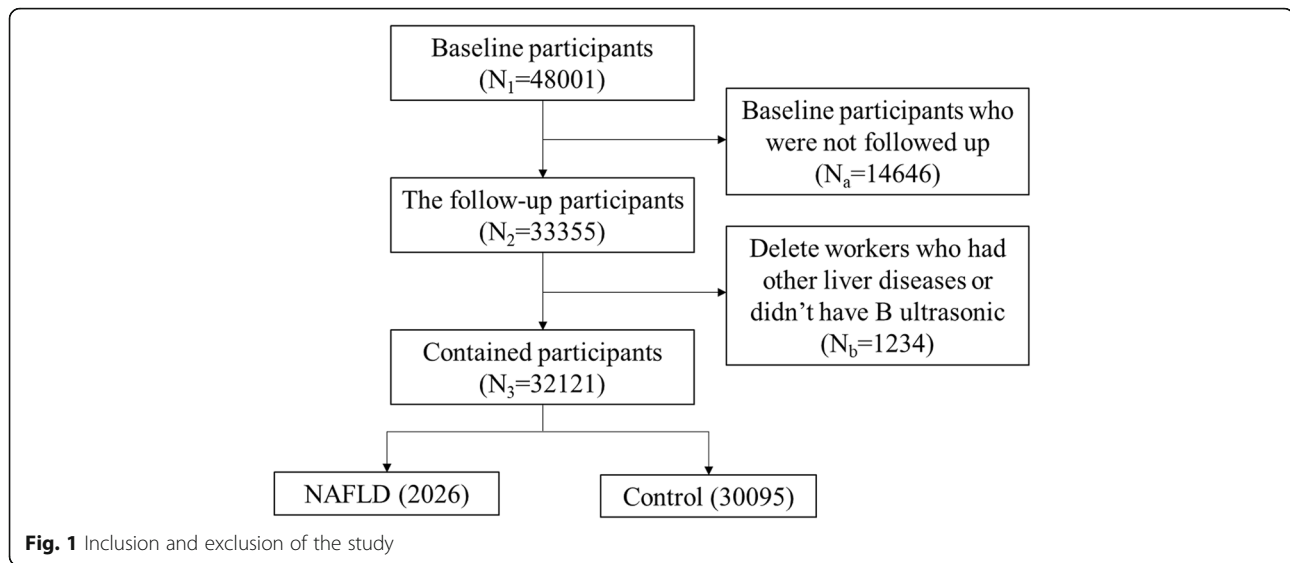 Baseline participants
(N₁=48001)
Baseline participants who
were not followed up
(Nₐ=14646)
The follow-up participants
(N₂=33355)
Delete workers who had
other liver diseases or
didn’t have B ultrasonic
(N_b=1234)
Contained participants
(N₃=32121)
NAFLD (2026)
Control (30095)
Fig. 1 Inclusion and exclusion of the study